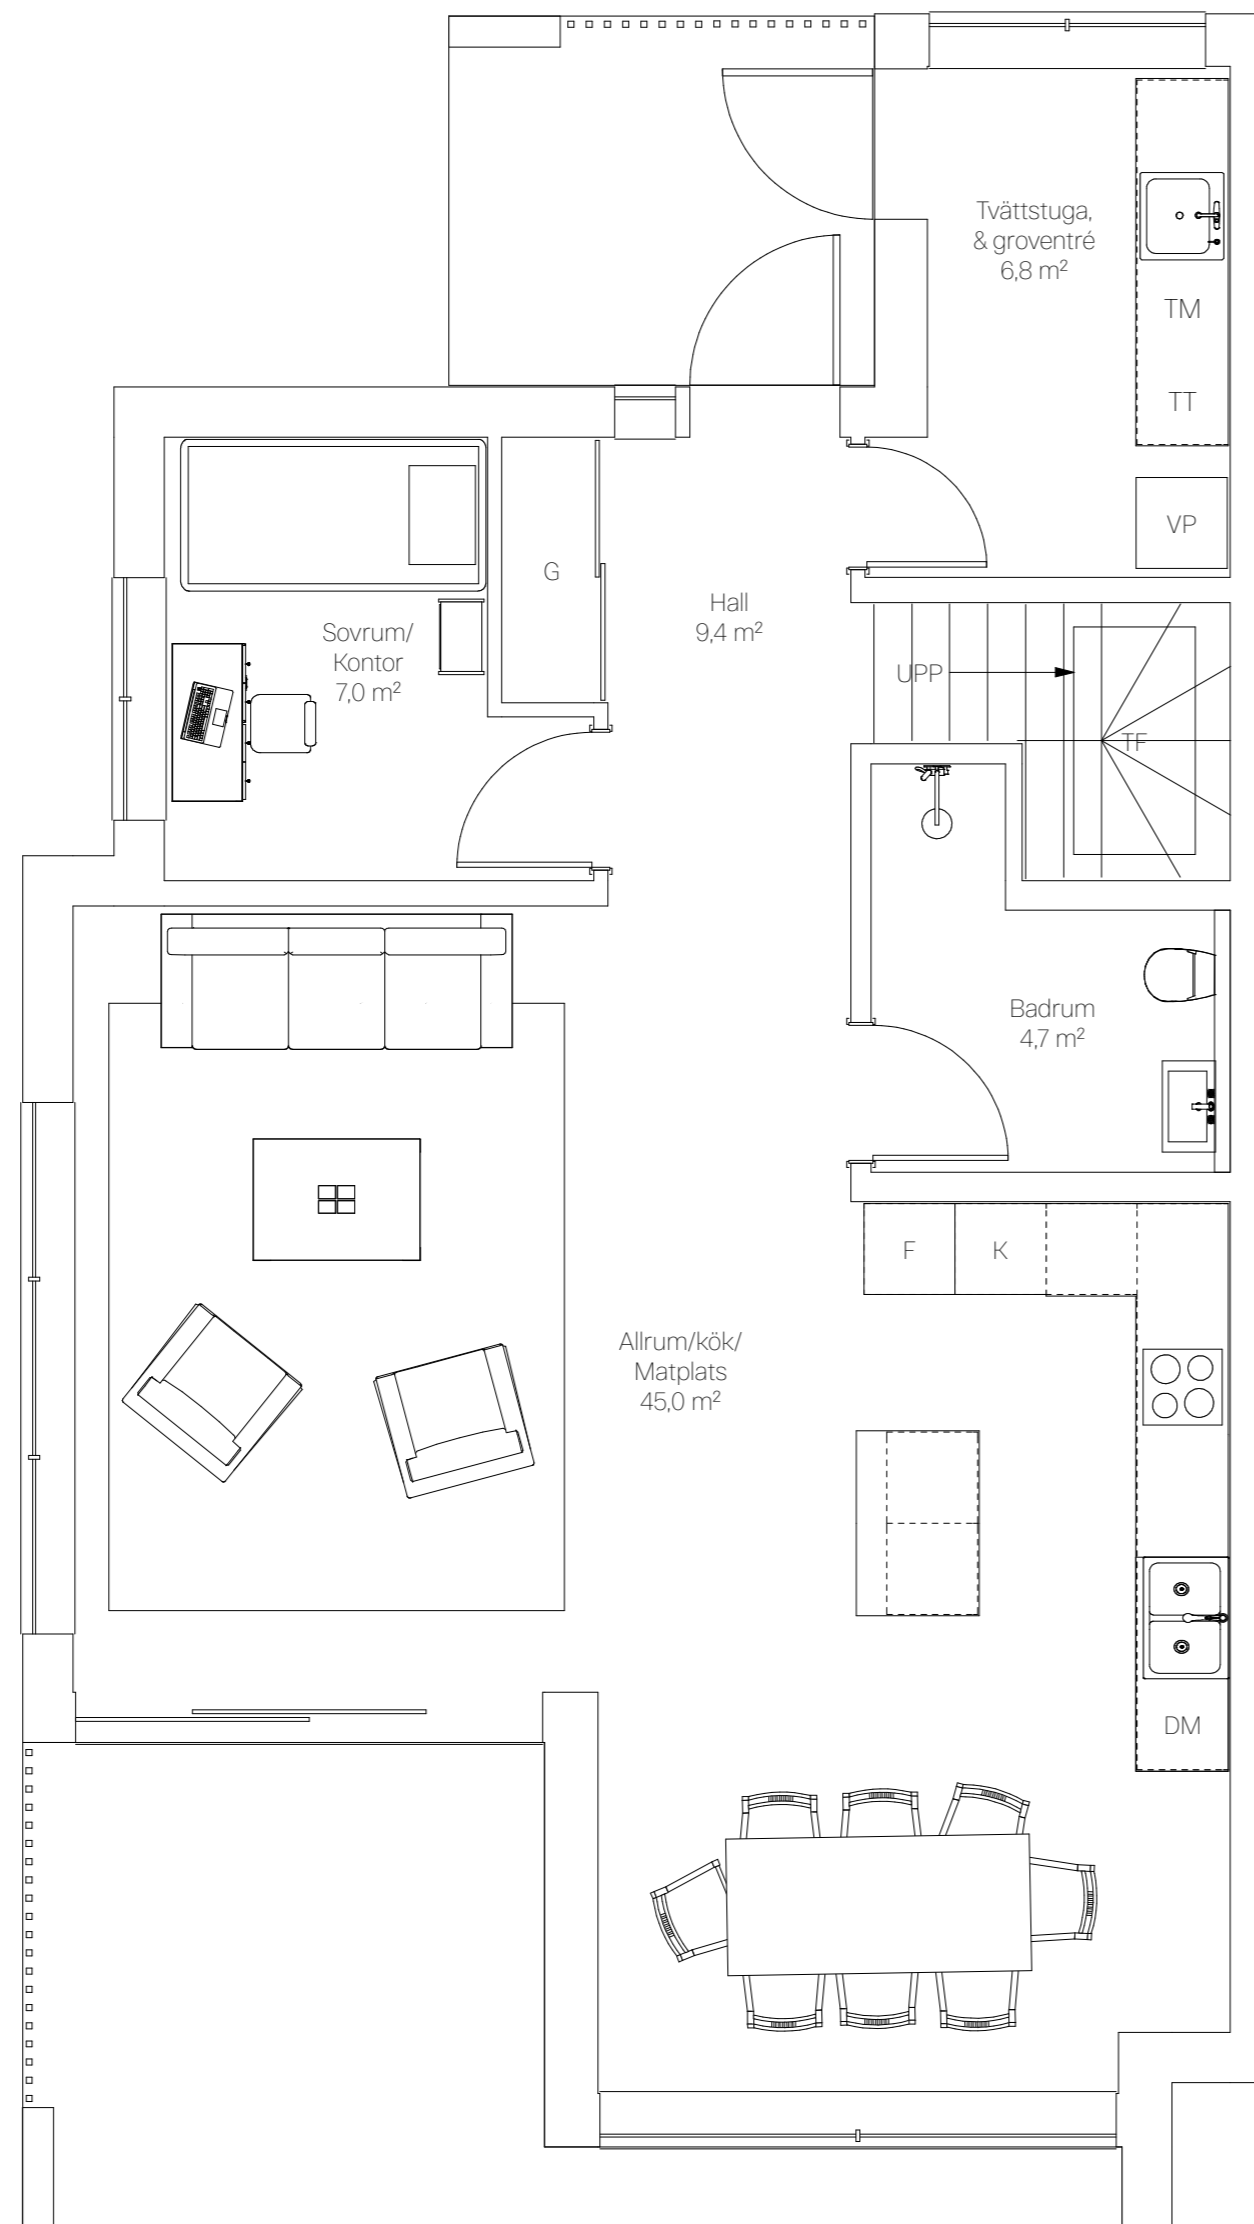 Tvättstuga,
& groventré
6,8 m²
TM
TT
VP
G
Hall
9,4 m²
Sovrum/
Kontor
7,0 m²
UPP
TF
Badrum
4,7 m²
F
K
Allrum/kök/
Matplats
45,0 m²
DM